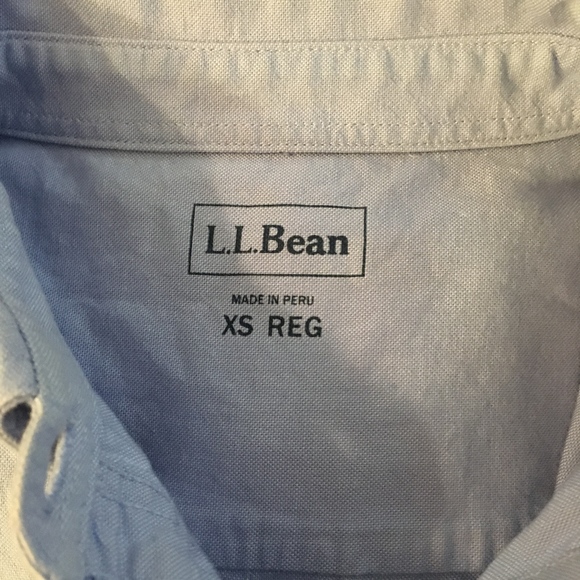 L.L.Bean
MADE IN PERU
XS REG